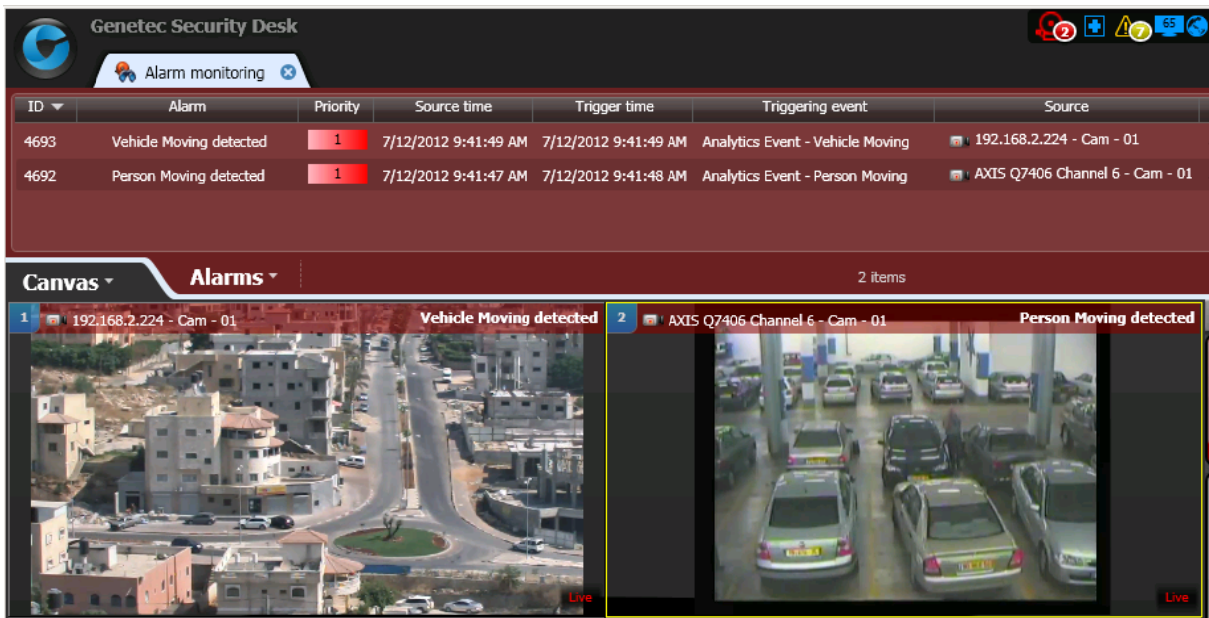 Genetec Security Desk
2
7
65
Alarm monitoring
ID Alarm Priority Source time Trigger time Triggering event Source
4693 Vehicle Moving detected 1 7/12/2012 9:41:49 AM 7/12/2012 9:41:49 AM Analytics Event - Vehicle Moving 192.168.2.224 - Cam - 01
4692 Person Moving detected 1 7/12/2012 9:41:47 AM 7/12/2012 9:41:48 AM Analytics Event - Person Moving AXIS Q7406 Channel 6 - Cam - 01
Canvas Alarms 2 items
1 192.168.2.224 - Cam - 01 Vehicle Moving detected
2 AXIS Q7406 Channel 6 - Cam - 01 Person Moving detected
Live
Live